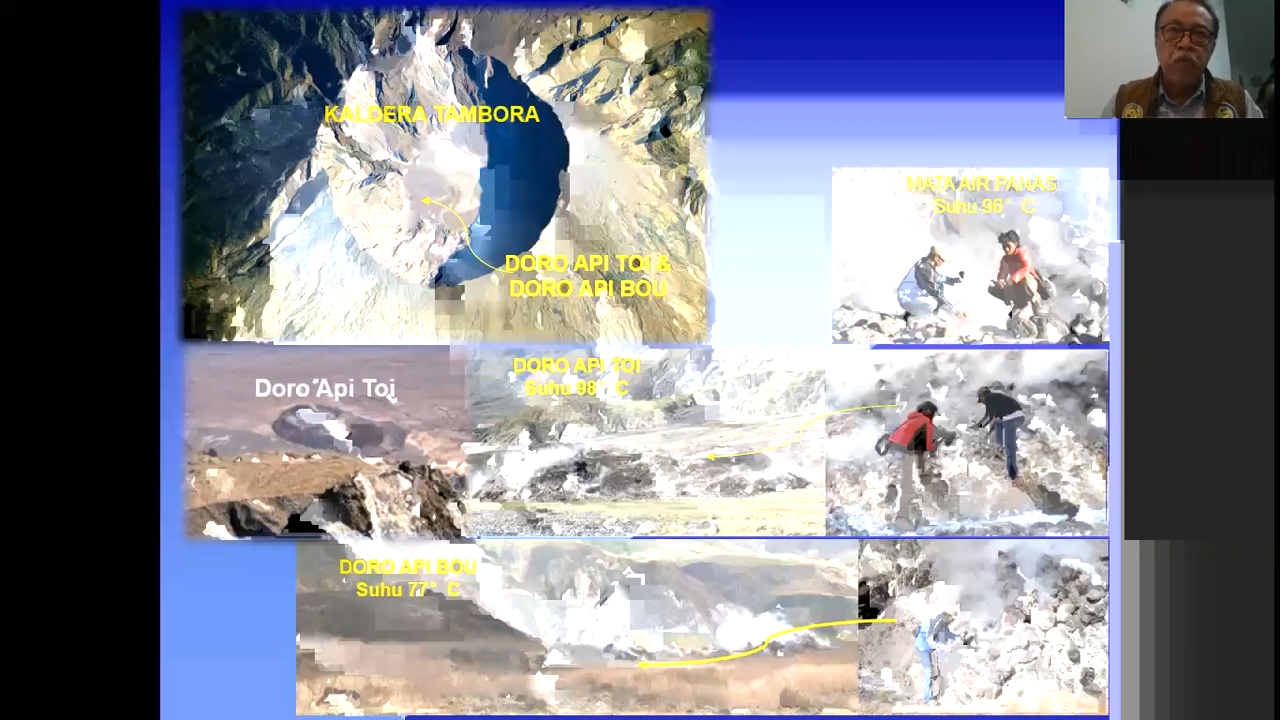 KALDERA TAMBORA
DORO API TOI &
DORO API BOU
MATA AIR PANAS
Suhu 96° C
Doro Api Toi
DORO API TOI
Suhu 98° C
DORO API BOU
Suhu 77° C